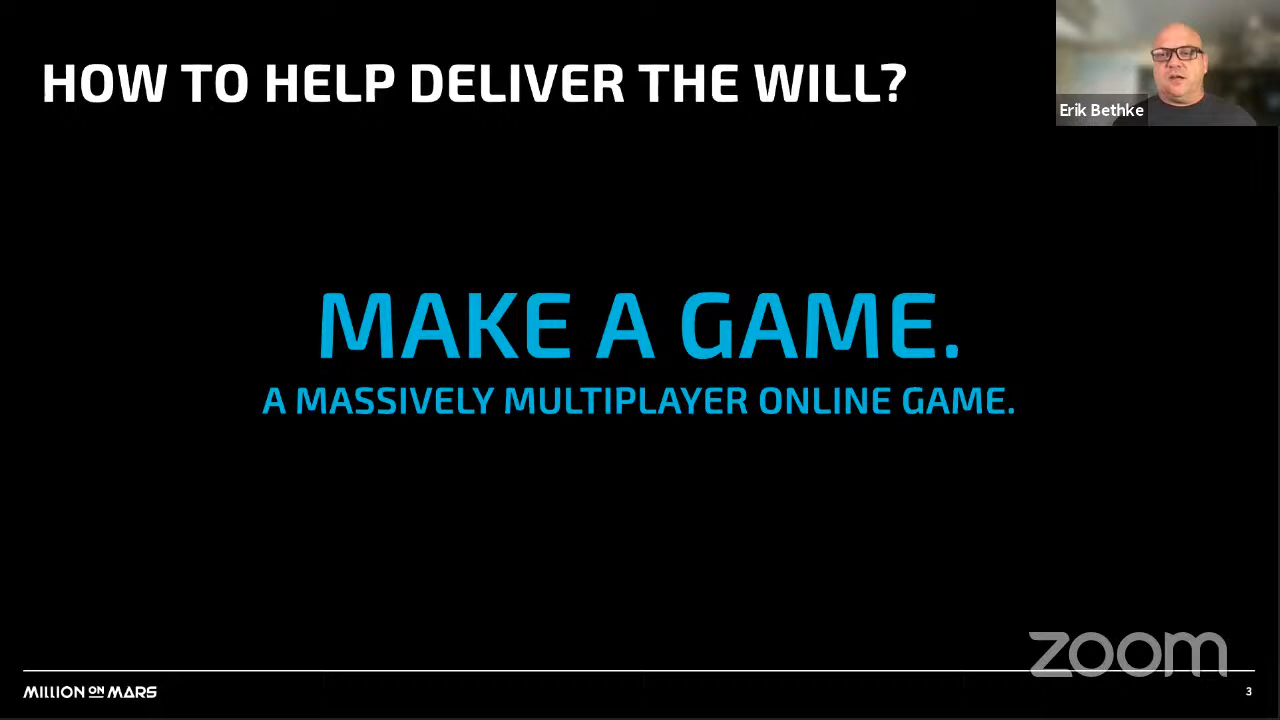 HOW TO HELP DELIVER THE WILL?
Erik Bethke
MAKE A GAME.
A MASSIVELY MULTIPLAYER ONLINE GAME.
zoom
MILLION ON MARS
3